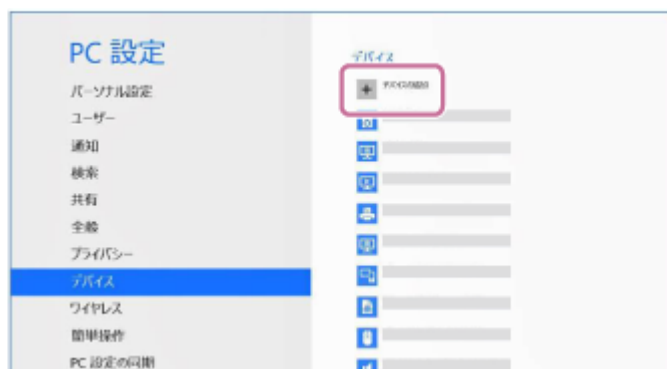 PC 設定
パーソナル設定
ユーザー
通知
検索
共有
全般
プライバシー
デバイス
ワイヤレス
簡単操作
PC 設定の同期
デバイス
デバイスの追加